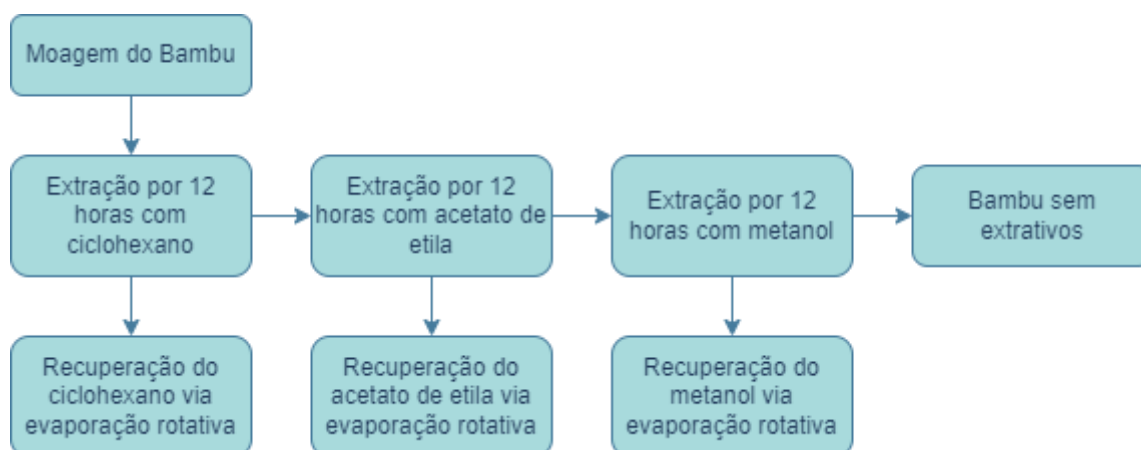 Moagem do Bambu
Extração por 12
horas com
ciclohexano
Extração por 12
horas com acetato de
etila
Extração por 12
horas com metanol
Bambu sem
extrativos
Recuperação do
ciclohexano via
evaporação rotativa
Recuperação do
acetato de etila via
evaporação rotativa
Recuperação do
metanol via
evaporação rotativa